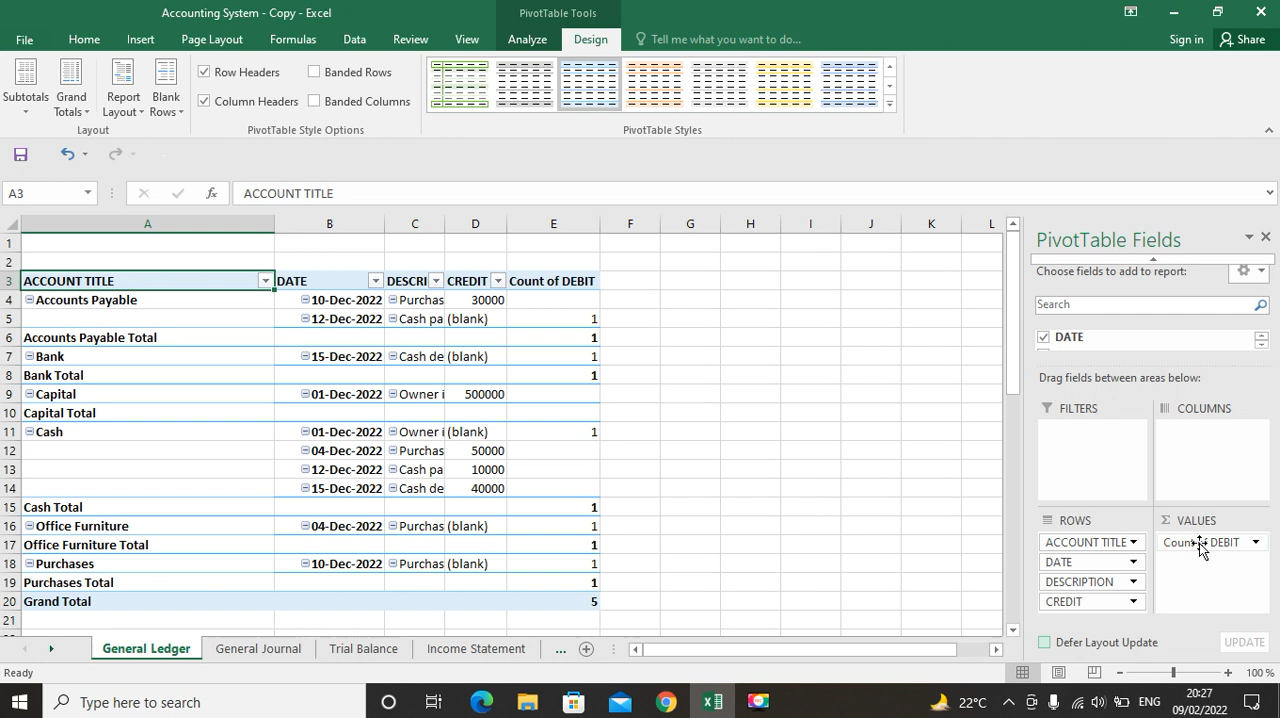 Accounting System - Copy - Excel
PivotTable Tools
File Home Insert Page Layout Formulas Data Review View Analyze Design Tell me what you want to do... Sign in Share
Subtotals
Grand Totals
Report Layout
Blank Rows
Row Headers
Banded Rows
Column Headers
Banded Columns
Layout
PivotTable Style Options
PivotTable Styles
A3
fx
ACCOUNT TITLE
A B C D E F G H I J K L
1
2
3 ACCOUNT TITLE DATE DESCRI CREDIT Count of DEBIT
4 Accounts Payable 10-Dec-2022 Purchas 30000
5 12-Dec-2022 Cash pa (blank) 1
6 Accounts Payable Total 1
7 Bank 15-Dec-2022 Cash de (blank) 1
8 Bank Total 1
9 Capital 01-Dec-2022 Owner i 500000
10 Capital Total
11 Cash 01-Dec-2022 Owner i (blank) 1
12 04-Dec-2022 Purchas 50000
13 12-Dec-2022 Cash pa 10000
14 15-Dec-2022 Cash de 40000
15 Cash Total 1
16 Office Furniture 04-Dec-2022 Purchas (blank) 1
17 Office Furniture Total 1
18 Purchases 10-Dec-2022 Purchas (blank) 1
19 Purchases Total 1
20 Grand Total 5
21
PivotTable Fields
Choose fields to add to report:
Search
DATE
Drag fields between areas below:
FILTERS
COLUMNS
ROWS
VALUES
ACCOUNT TITLE
DATE
DESCRIPTION
CREDIT
Count of DEBIT
Defer Layout Update
UPDATE
General Ledger General Journal Trial Balance Income Statement ...
Ready
100 %
Type here to search
22°C
ENG
20:27
09/02/2022